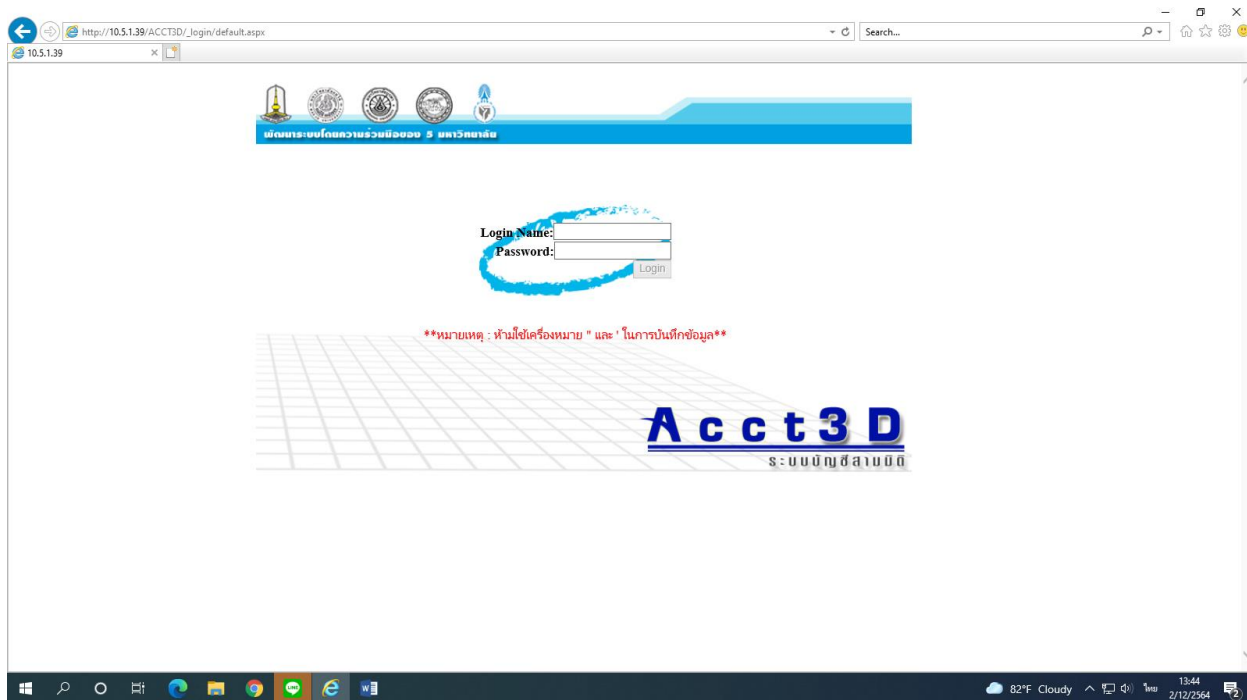 http://10.5.1.39/ACCT3D/_login/default.aspx
Search...
10.5.1.39
พัฒนาระบบโดยความร่วมมือของ 5 มหาวิทยาลัย
Login Name:
Password:
Login
**หมายเหตุ : ห้ามใช้เครื่องหมาย " และ ' ในการบันทึกข้อมูล**
Acct3D
ระบบบัญชีสามมิติ
82°F Cloudy
ไทย
13:44
2/12/2564
2